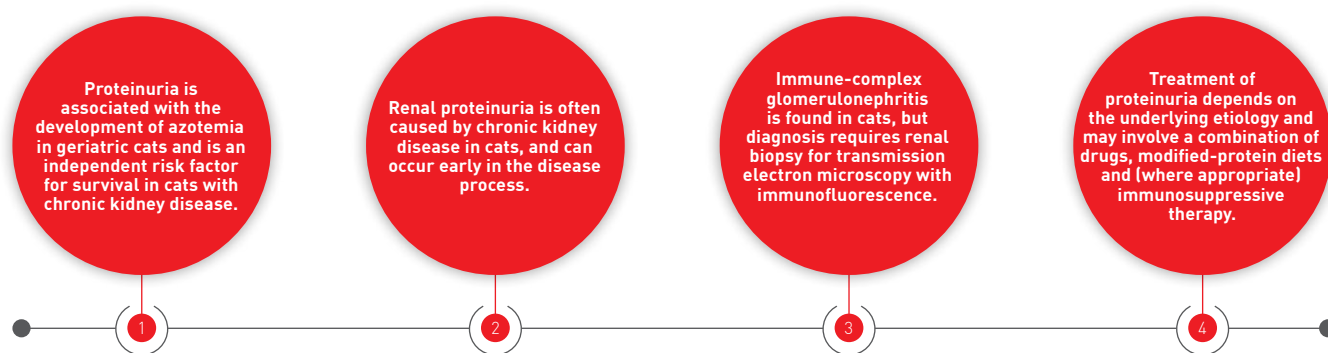 Proteinuria is
associated with the
development of azotemia
in geriatric cats and is an
independent risk factor
for survival in cats with
chronic kidney disease.
1
Renal proteinuria is often
caused by chronic kidney
disease in cats, and can
occur early in the disease
process.
2
Immune-complex
glomerulonephritis
is found in cats, but
diagnosis requires renal
biopsy for transmission
electron microscopy with
immunofluorescence.
3
Treatment of
proteinuria depends on
the underlying etiology and
may involve a combination of
drugs, modified-protein diets
and (where appropriate)
immunosuppressive
therapy.
4